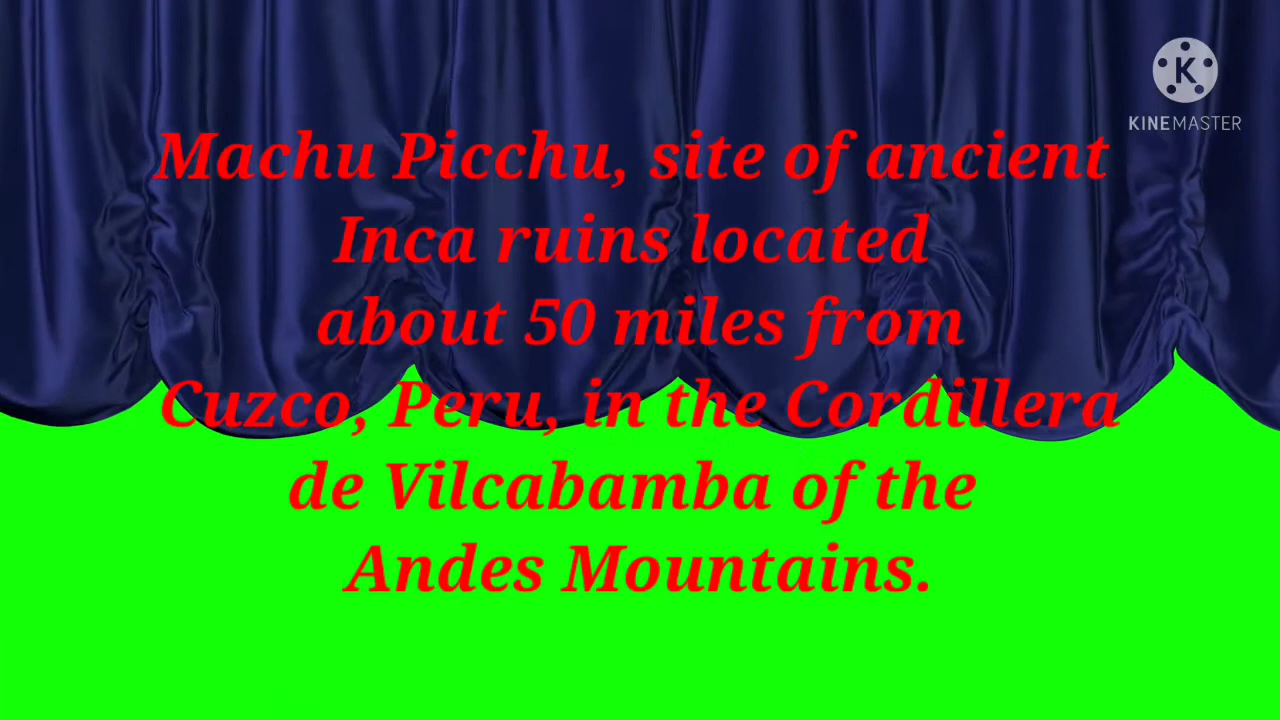 K
KINEMASTER
Machu Picchu, site of ancient
Inca ruins located
about 50 miles from
Cuzco, Peru, in the Cordillera
de Vilcabamba of the
Andes Mountains.